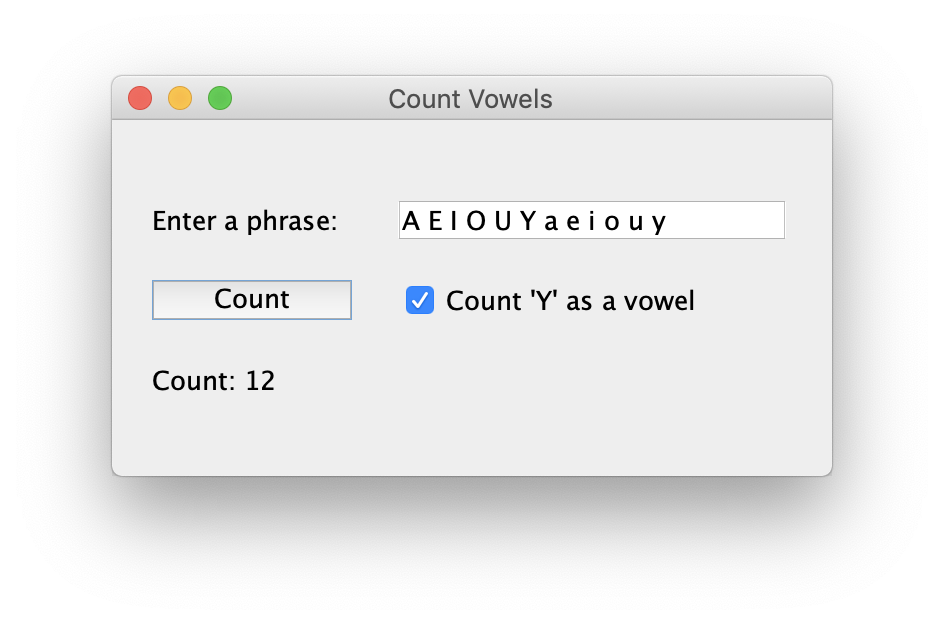 Count Vowels
Enter a phrase: A E I O U Y a e i o u y
Count Count 'Y' as a vowel
Count: 12